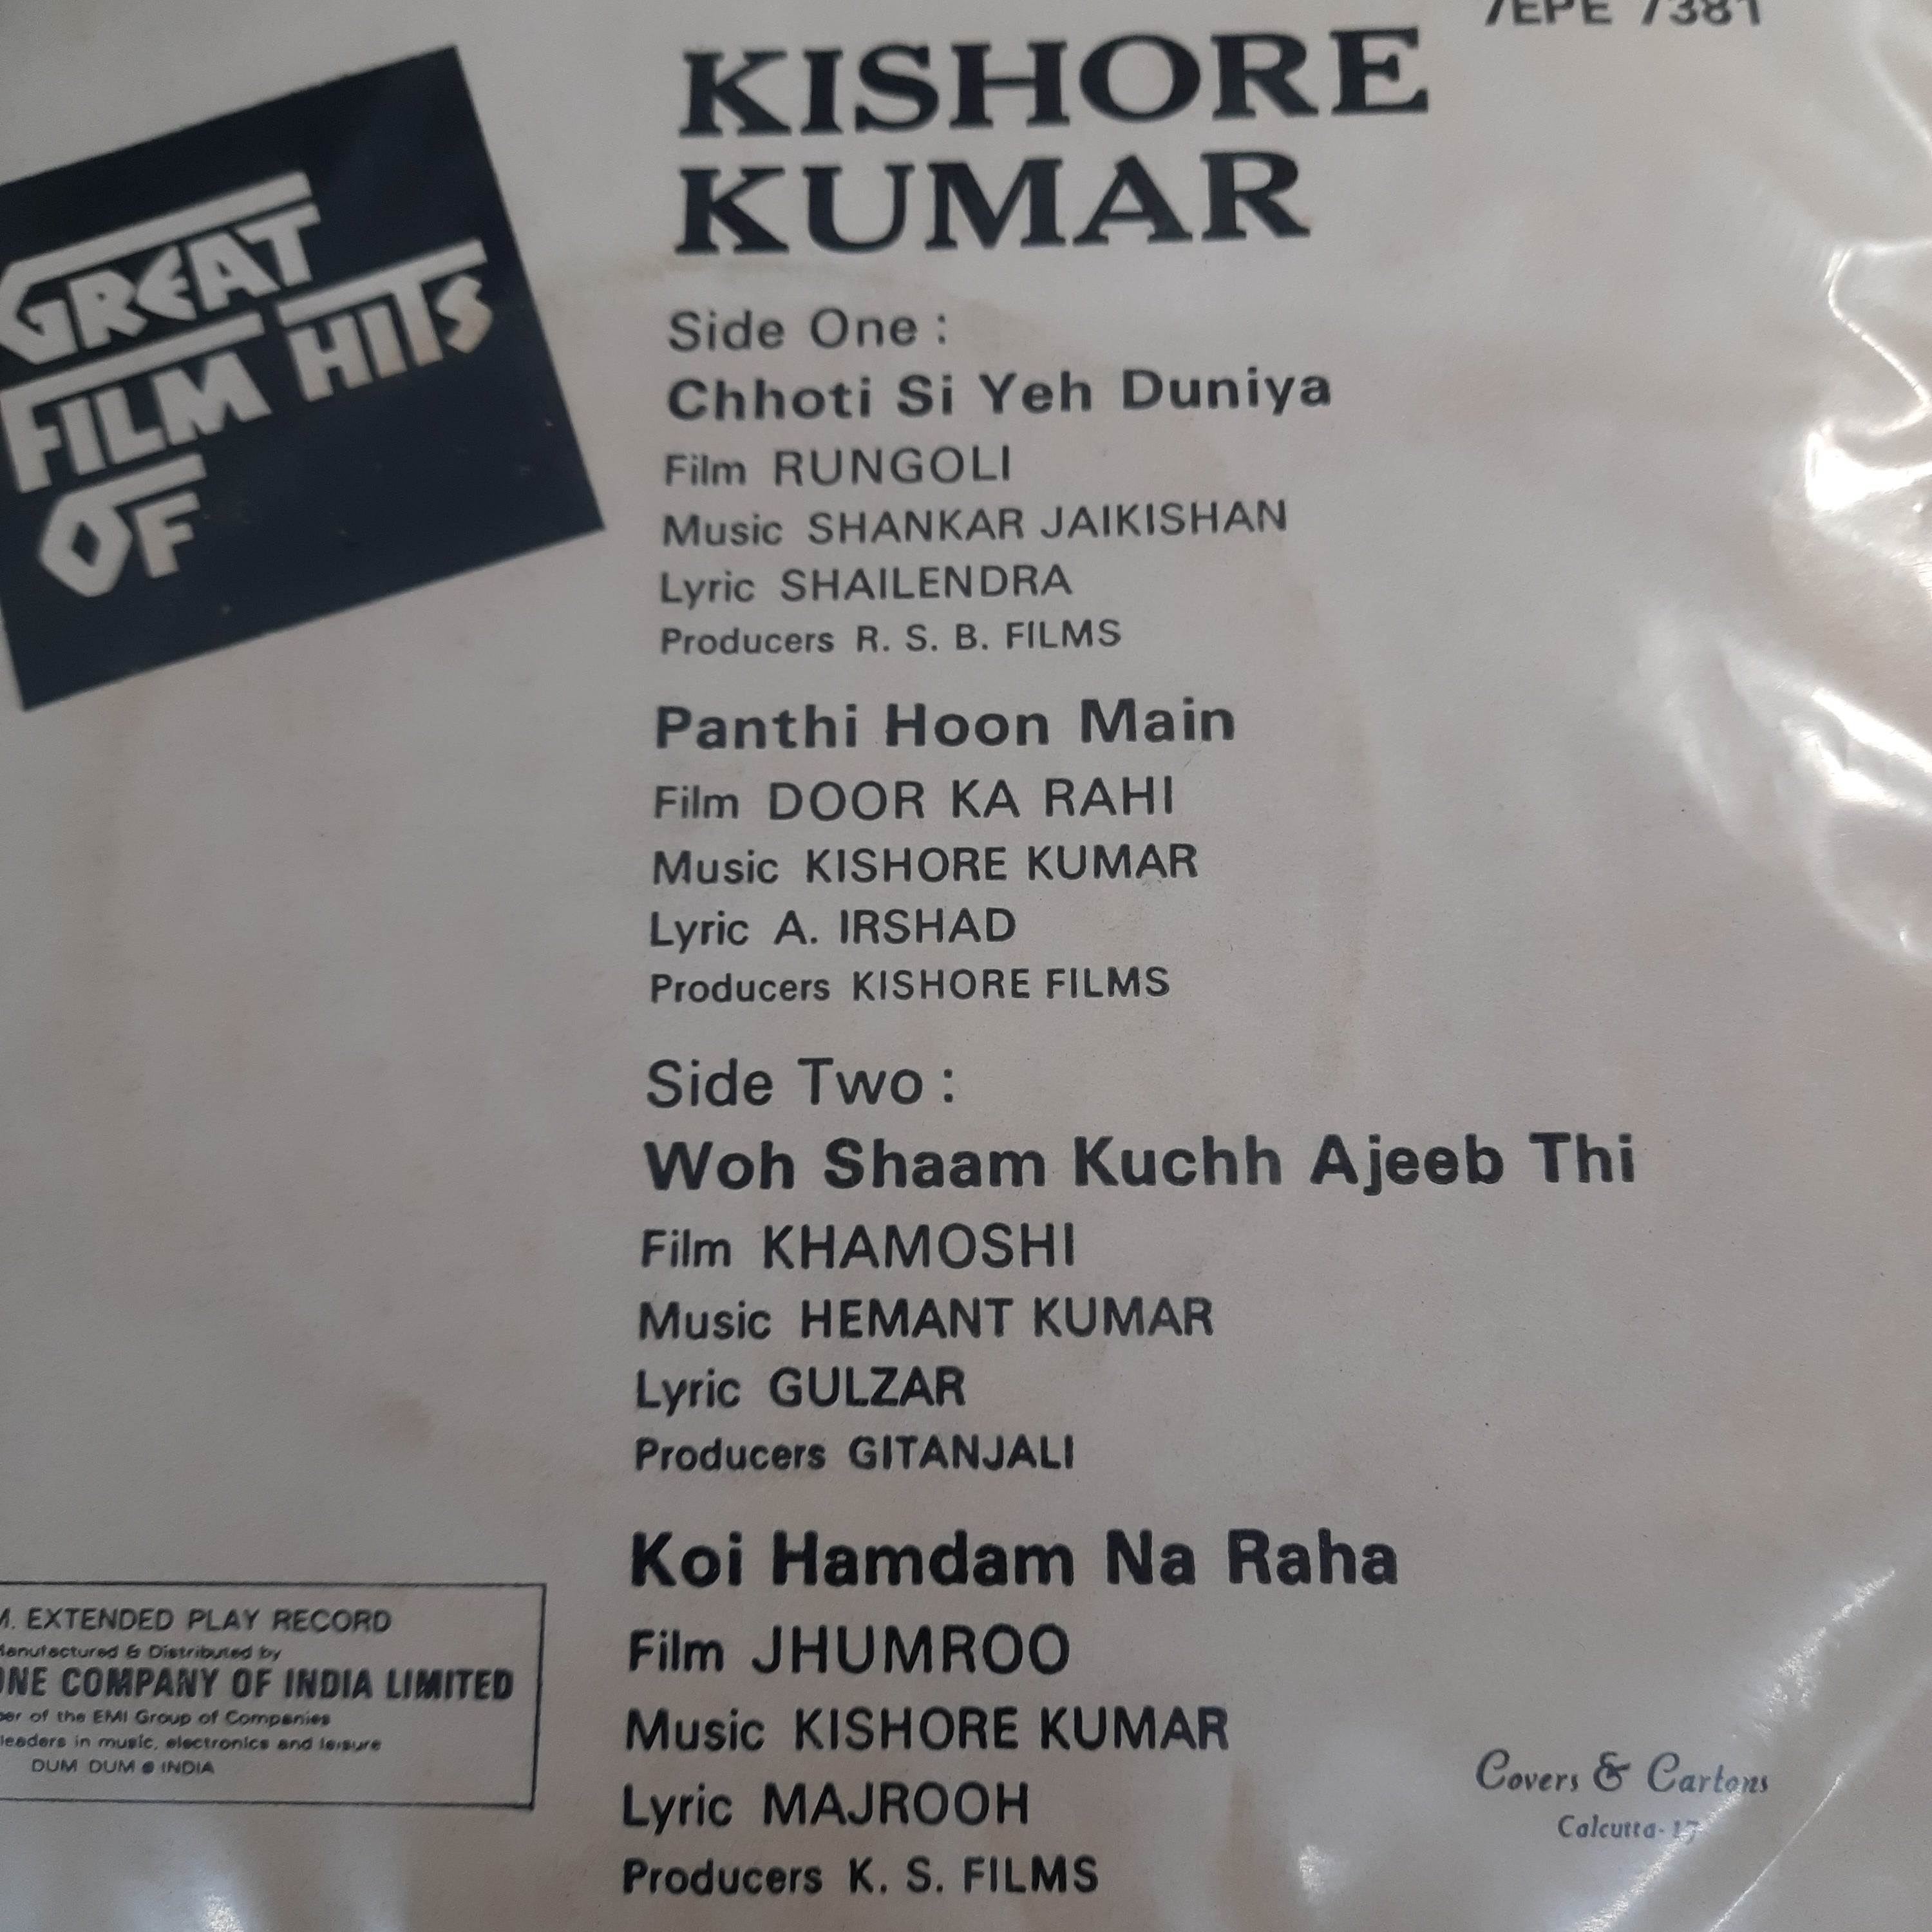 7EPE 7381
GREAT
FILM HITS
OF
KISHORE
KUMAR
Side One :
Chhoti Si Yeh Duniya
Film RUNGOLI
Music SHANKAR JAIKISHAN
Lyric SHAILENDRA
Producers R. S. B. FILMS
Panthi Hoon Main
Film DOOR KA RAHI
Music KISHORE KUMAR
Lyric A. IRSHAD
Producers KISHORE FILMS
Side Two :
Woh Shaam Kuchh Ajeeb Thi
Film KHAMOSHI
Music HEMANT KUMAR
Lyric GULZAR
Producers GITANJALI
Koi Hamdam Na Raha
Film JHUMROO
Music KISHORE KUMAR
Lyric MAJROOH
Producers K. S. FILMS
EXTENDED PLAY RECORD
& Distributed by
COMPANY OF INDIA LIMITED
of the EMI Group of Companies
leaders in music, electronics and leisure
DUM DUM ● INDIA
Covers & Cartons
Calcutta-17